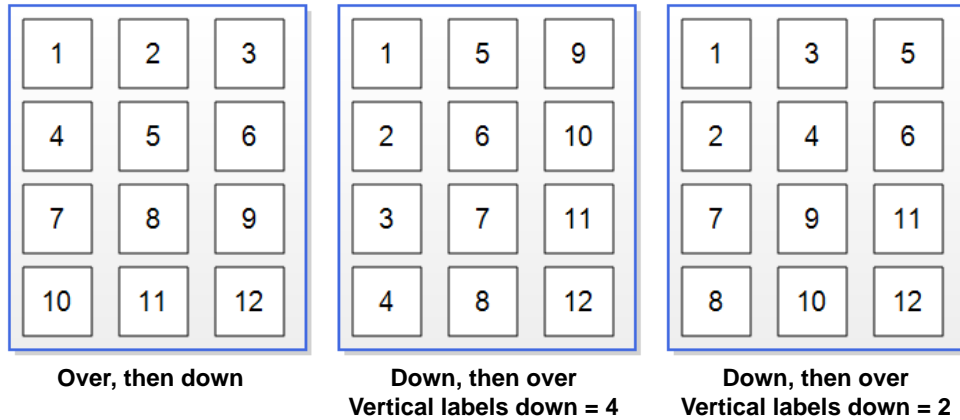 1 2 3
4 5 6
7 8 9
10 11 12
Over, then down
1 5 9
2 6 10
3 7 11
4 8 12
Down, then over
Vertical labels down = 4
1 3 5
2 4 6
7 9 11
8 10 12
Down, then over
Vertical labels down = 2